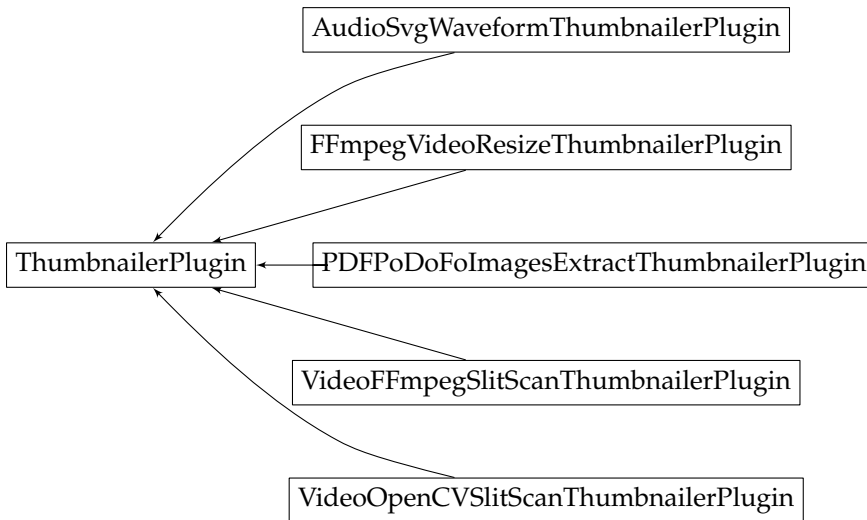 AudioSvgWaveformThumbnailerPlugin
FFmpegVideoResizeThumbnailerPlugin
ThumbnailerPlugin
PDFPoDoFoImagesExtractThumbnailerPlugin
VideoFFmpegSlitScanThumbnailerPlugin
VideoOpenCVSlitScanThumbnailerPlugin